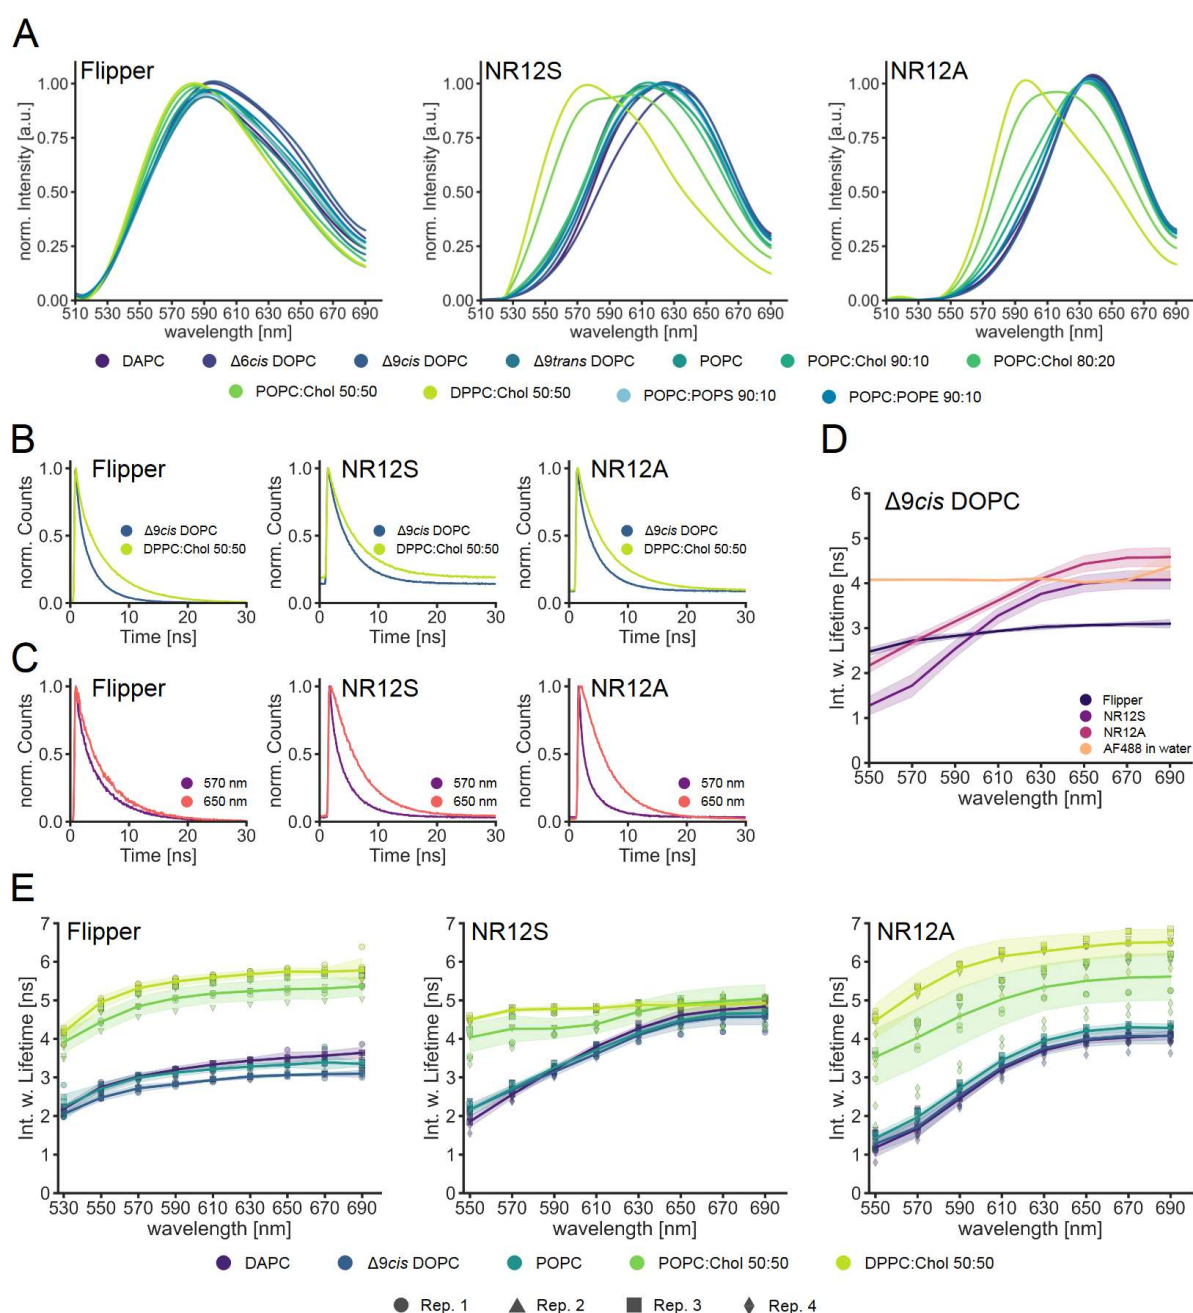 A
Flipper
NR12S
NR12A
norm. Intensity [a.u.]
1.00
0.75
0.50
0.25
0.00
510 530 550 570 590 610 630 650 670 690
wavelength [nm]
norm. Intensity [a.u.]
1.00
0.75
0.50
0.25
0.00
510 530 550 570 590 610 630 650 670 690
wavelength [nm]
norm. Intensity [a.u.]
1.00
0.75
0.50
0.25
0.00
510 530 550 570 590 610 630 650 670 690
wavelength [nm]
DAPC Δ6cis DOPC Δ9cis DOPC Δ9trans DOPC POPC POPC:Chol 90:10 POPC:Chol 80:20
POPC:Chol 50:50 DPPC:Chol 50:50 POPC:POPS 90:10 POPC:POPE 90:10
B
Flipper
norm. Counts
1.0
0.5
0.0
Δ9cis DOPC
DPPC:Chol 50:50
0 10 20 30
Time [ns]
NR12S
norm. Counts
1.0
0.5
0.0
Δ9cis DOPC
DPPC:Chol 50:50
0 10 20 30
Time [ns]
NR12A
norm. Counts
1.0
0.5
0.0
Δ9cis DOPC
DPPC:Chol 50:50
0 10 20 30
Time [ns]
C
Flipper
norm. Counts
1.0
0.5
0.0
570 nm
650 nm
0 10 20 30
Time [ns]
NR12S
norm. Counts
1.0
0.5
0.0
570 nm
650 nm
0 10 20 30
Time [ns]
NR12A
norm. Counts
1.0
0.5
0.0
570 nm
650 nm
0 10 20 30
Time [ns]
D
Δ9cis DOPC
Int. w. Lifetime [ns]
6
5
4
3
2
1
0
Flipper
NR12S
NR12A
AF488 in water
550 570 590 610 630 650 670 690
wavelength [nm]
E
Flipper
Int. w. Lifetime [ns]
7
6
5
4
3
2
1
0
530 550 570 590 610 630 650 670 690
wavelength [nm]
NR12S
Int. w. Lifetime [ns]
7
6
5
4
3
2
1
0
550 570 590 610 630 650 670 690
wavelength [nm]
NR12A
Int. w. Lifetime [ns]
7
6
5
4
3
2
1
0
550 570 590 610 630 650 670 690
wavelength [nm]
DAPC Δ9cis DOPC POPC POPC:Chol 50:50 DPPC:Chol 50:50
Rep. 1 Rep. 2 Rep. 3 Rep. 4